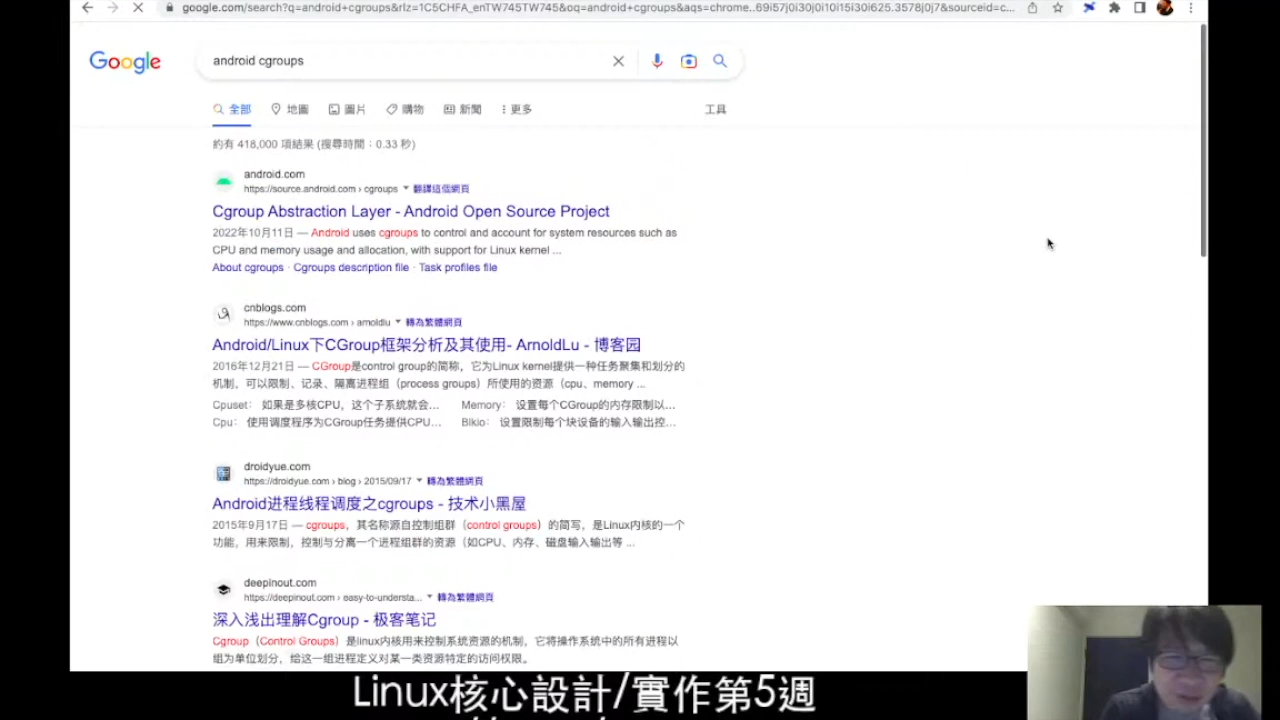 google.com/search?q=android+cgroups&rlz=1C5CHFA_enTW745TW745&oq=android+cgroups&aqs=chrome..69i57j0i30j0i10i15i30i625.3578j0j7&sourceid=c...
Google
android cgroups
全部 地圖 圖片 購物 新聞 更多 工具
約有 418,000 項結果 (搜尋時間：0.33 秒)
android.com
https://source.android.com › cgroups 翻譯這個網頁
Cgroup Abstraction Layer - Android Open Source Project
2022年10月11日 — Android uses cgroups to control and account for system resources such as
CPU and memory usage and allocation, with support for Linux kernel ...
About cgroups · Cgroups description file · Task profiles file
cnblogs.com
https://www.cnblogs.com › arnoldlu 轉為繁體網頁
Android/Linux下CGroup框架分析及其使用- ArnoldLu - 博客园
2016年12月21日 — CGroup是control group的简称，它为Linux kernel提供一种任务聚集和划分的
机制，可以限制、记录、隔离进程组（process groups）所使用的资源（cpu、memory ...
Cpuset： 如果是多核CPU，这个子系统就会... Memory： 设置每个CGroup的内存限制以...
Cpu： 使用调度程序为CGroup任务提供CPU... Blkio： 设置限制每个块设备的输入输出控...
droidyue.com
https://droidyue.com › blog › 2015/09/17 轉為繁體網頁
Android进程线程调度之cgroups - 技术小黑屋
2015年9月17日 — cgroups，其名称源自控制组群（control groups）的简写，是Linux内核的一个
功能，用来限制，控制与分离一个进程组群的资源（如CPU、内存、磁盘输入输出等 ...
deepinout.com
https://deepinout.com › easy-to-understa... 轉為繁體網頁
深入浅出理解Cgroup - 极客笔记
Cgroup（Control Groups）是linux内核用来控制系统资源的机制，它将操作系统中的所有进程以
组为单位划分，给这一组进程定义对某一类资源特定的访问权限。
Linux核心設計/實作第5週